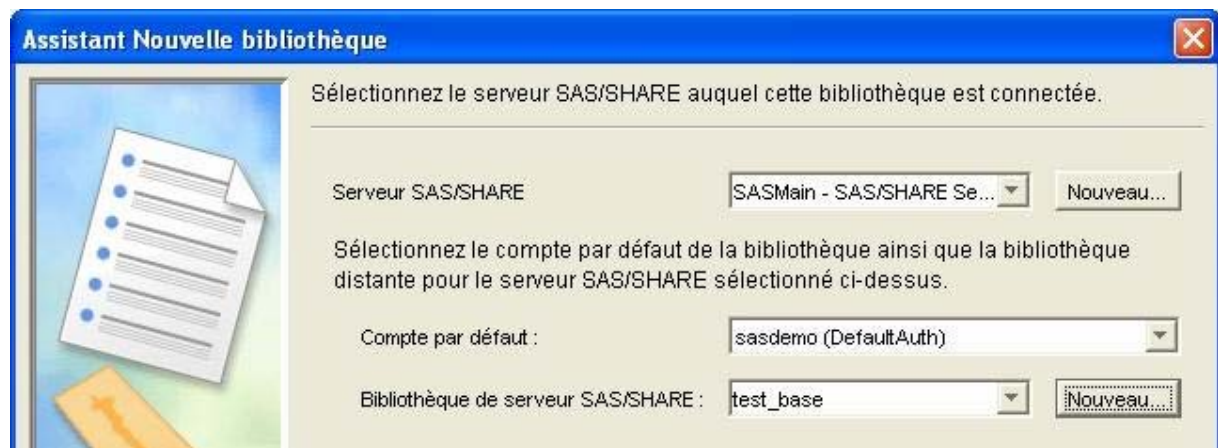 Assistant Nouvelle bibliothèque
Sélectionnez le serveur SAS/SHARE auquel cette bibliothèque est connectée.
Serveur SAS/SHARE
SASMain - SAS/SHARE Se...
Nouveau...
Sélectionnez le compte par défaut de la bibliothèque ainsi que la bibliothèque
distante pour le serveur SAS/SHARE sélectionné ci-dessus.
Compte par défaut :
sasdemo (DefaultAuth)
Bibliothèque de serveur SAS/SHARE :
test_base
Nouveau...